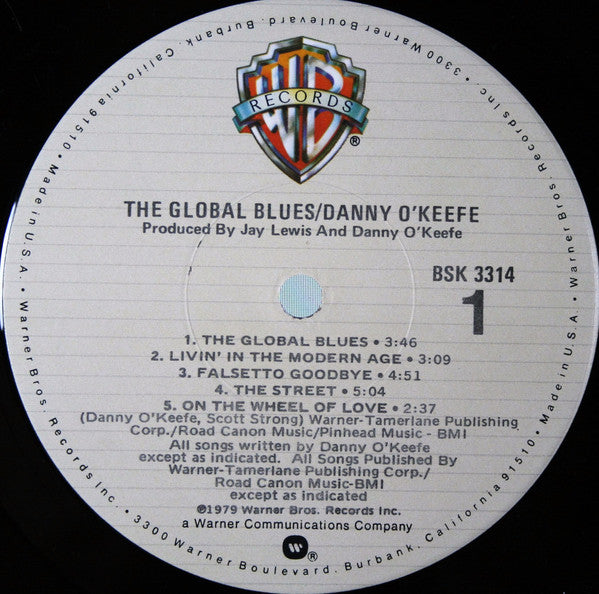 WB
RECORDS
®
THE GLOBAL BLUES/DANNY O'KEEFE
Produced By Jay Lewis And Danny O'Keefe
BSK 3314
1
1. THE GLOBAL BLUES • 3:46
2. LIVIN' IN THE MODERN AGE • 3:09
3. FALSETTO GOODBYE • 4:51
4. THE STREET • 5:04
5. ON THE WHEEL OF LOVE • 2:37
(Danny O'Keefe, Scott Strong) Warner-Tamerlane Publishing
Corp./Road Canon Music/Pinhead Music - BMI
All songs written by Danny O'Keefe
except as indicated. All Songs Published By
Warner-Tamerlane Publishing Corp./
Road Canon Music-BMI
except as indicated
℗1979 Warner Bros. Records Inc.
a Warner Communications Company
®
Warner Bros. Records Inc. • 3300 Warner Boulevard, Burbank, California 91510 • Made in U.S.A. • Warner Bros. Records Inc. • 3300 Warner Boulevard, Burbank, California 91510 • Made in U.S.A. •